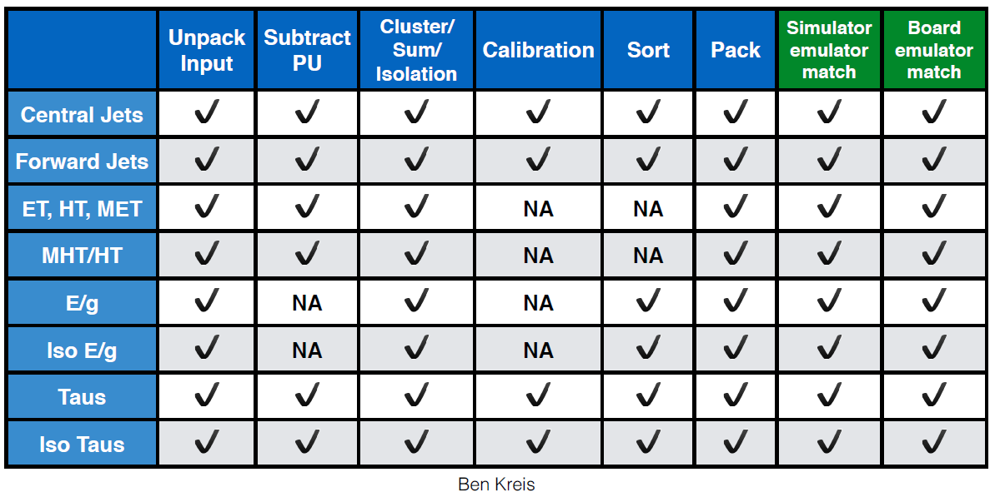 Unpack Input Subtract PU Cluster/ Sum/ Isolation Calibration Sort Pack Simulator emulator match Board emulator match
Central Jets ✔ ✔ ✔ ✔ ✔ ✔ ✔ ✔
Forward Jets ✔ ✔ ✔ ✔ ✔ ✔ ✔ ✔
ET, HT, MET ✔ ✔ ✔ NA NA ✔ ✔ ✔
MHT/HT ✔ ✔ ✔ NA NA ✔ ✔ ✔
E/g ✔ NA ✔ NA ✔ ✔ ✔ ✔
Iso E/g ✔ NA ✔ NA ✔ ✔ ✔ ✔
Taus ✔ ✔ ✔ ✔ ✔ ✔ ✔ ✔
Iso Taus ✔ ✔ ✔ ✔ ✔ ✔ ✔ ✔
Ben Kreis